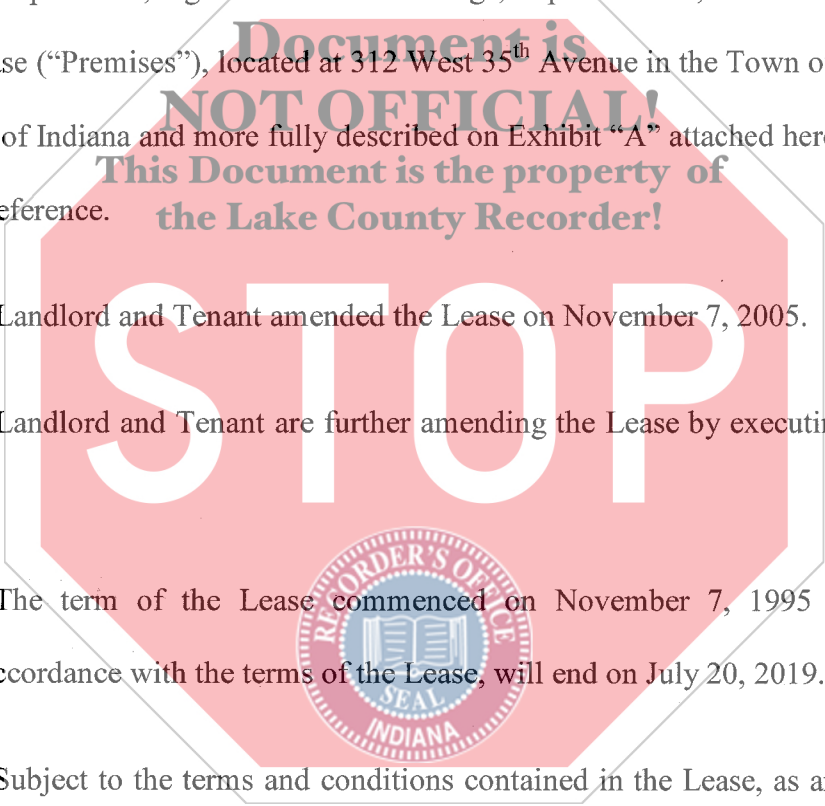 Document is
se ("Premises"), located at 312 West 35th Avenue in the Town o
NOT OFFICIAL!
of Indiana and more fully described on Exhibit "A" attached here
This Document is the property of
eference.
the Lake County Recorder!
Landlord and Tenant amended the Lease on November 7, 2005.
STOP
Landlord and Tenant are further amending the Lease by executin
The term of the Lease commenced on November 7, 1995
ccordance with the terms of the Lease, will end on July 20, 2019.
RECORDER'S OFFICE
SEAL
INDIANA
Subject to the terms and conditions contained in the Lease, as a